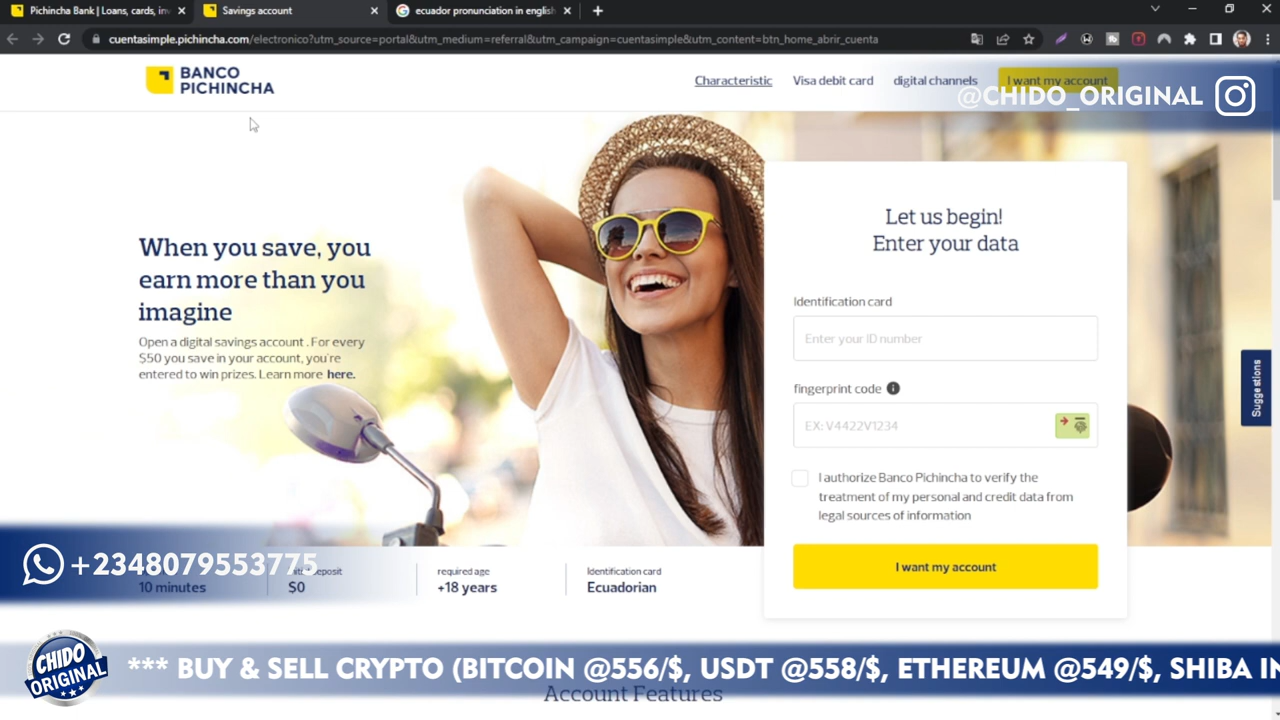 Pichincha Bank | Loans, cards, inv
Savings account
ecuador pronunciation in english
cuentasimple.pichincha.com/electronico?utm_source=portal&utm_medium=referral&utm_campaign=cuentasimple&utm_content=btn_home_abrir_cuenta
BANCO
PICHINCHA
Characteristic
Visa debit card
digital channels
I want my account
@CHIDO_ORIGINAL
When you save, you
earn more than you
imagine
Open a digital savings account . For every
$50 you save in your account, you're
entered to win prizes. Learn more here.
Let us begin!
Enter your data
Identification card
Enter your ID number
fingerprint code
EX: V4422V1234
I authorize Banco Pichincha to verify the
treatment of my personal and credit data from
legal sources of information
I want my account
Suggestions
+2348079553775
deposit
required age
Identification card
10 minutes
$0
+18 years
Ecuadorian
CHIDO
ORIGINAL
*** BUY & SELL CRYPTO (BITCOIN @556/$, USDT @558/$, ETHEREUM @549/$, SHIBA IN
Account Features